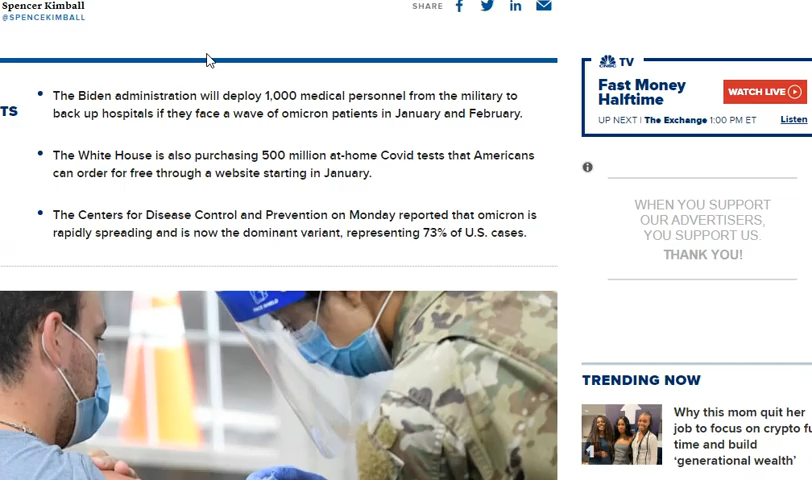 Spencer Kimball
@SPENCEKIMBALL
SHARE
TS
The Biden administration will deploy 1,000 medical personnel from the military to
back up hospitals if they face a wave of omicron patients in January and February.
The White House is also purchasing 500 million at-home Covid tests that Americans
can order for free through a website starting in January.
The Centers for Disease Control and Prevention on Monday reported that omicron is
rapidly spreading and is now the dominant variant, representing 73% of U.S. cases.
CNBC TV
Fast Money
Halftime
WATCH LIVE
UP NEXT | The Exchange 1:00 PM ET
Listen
WHEN YOU SUPPORT
OUR ADVERTISERS,
YOU SUPPORT US.
THANK YOU!
TRENDING NOW
Why this mom quit her
job to focus on crypto fu
time and build
‘generational wealth’